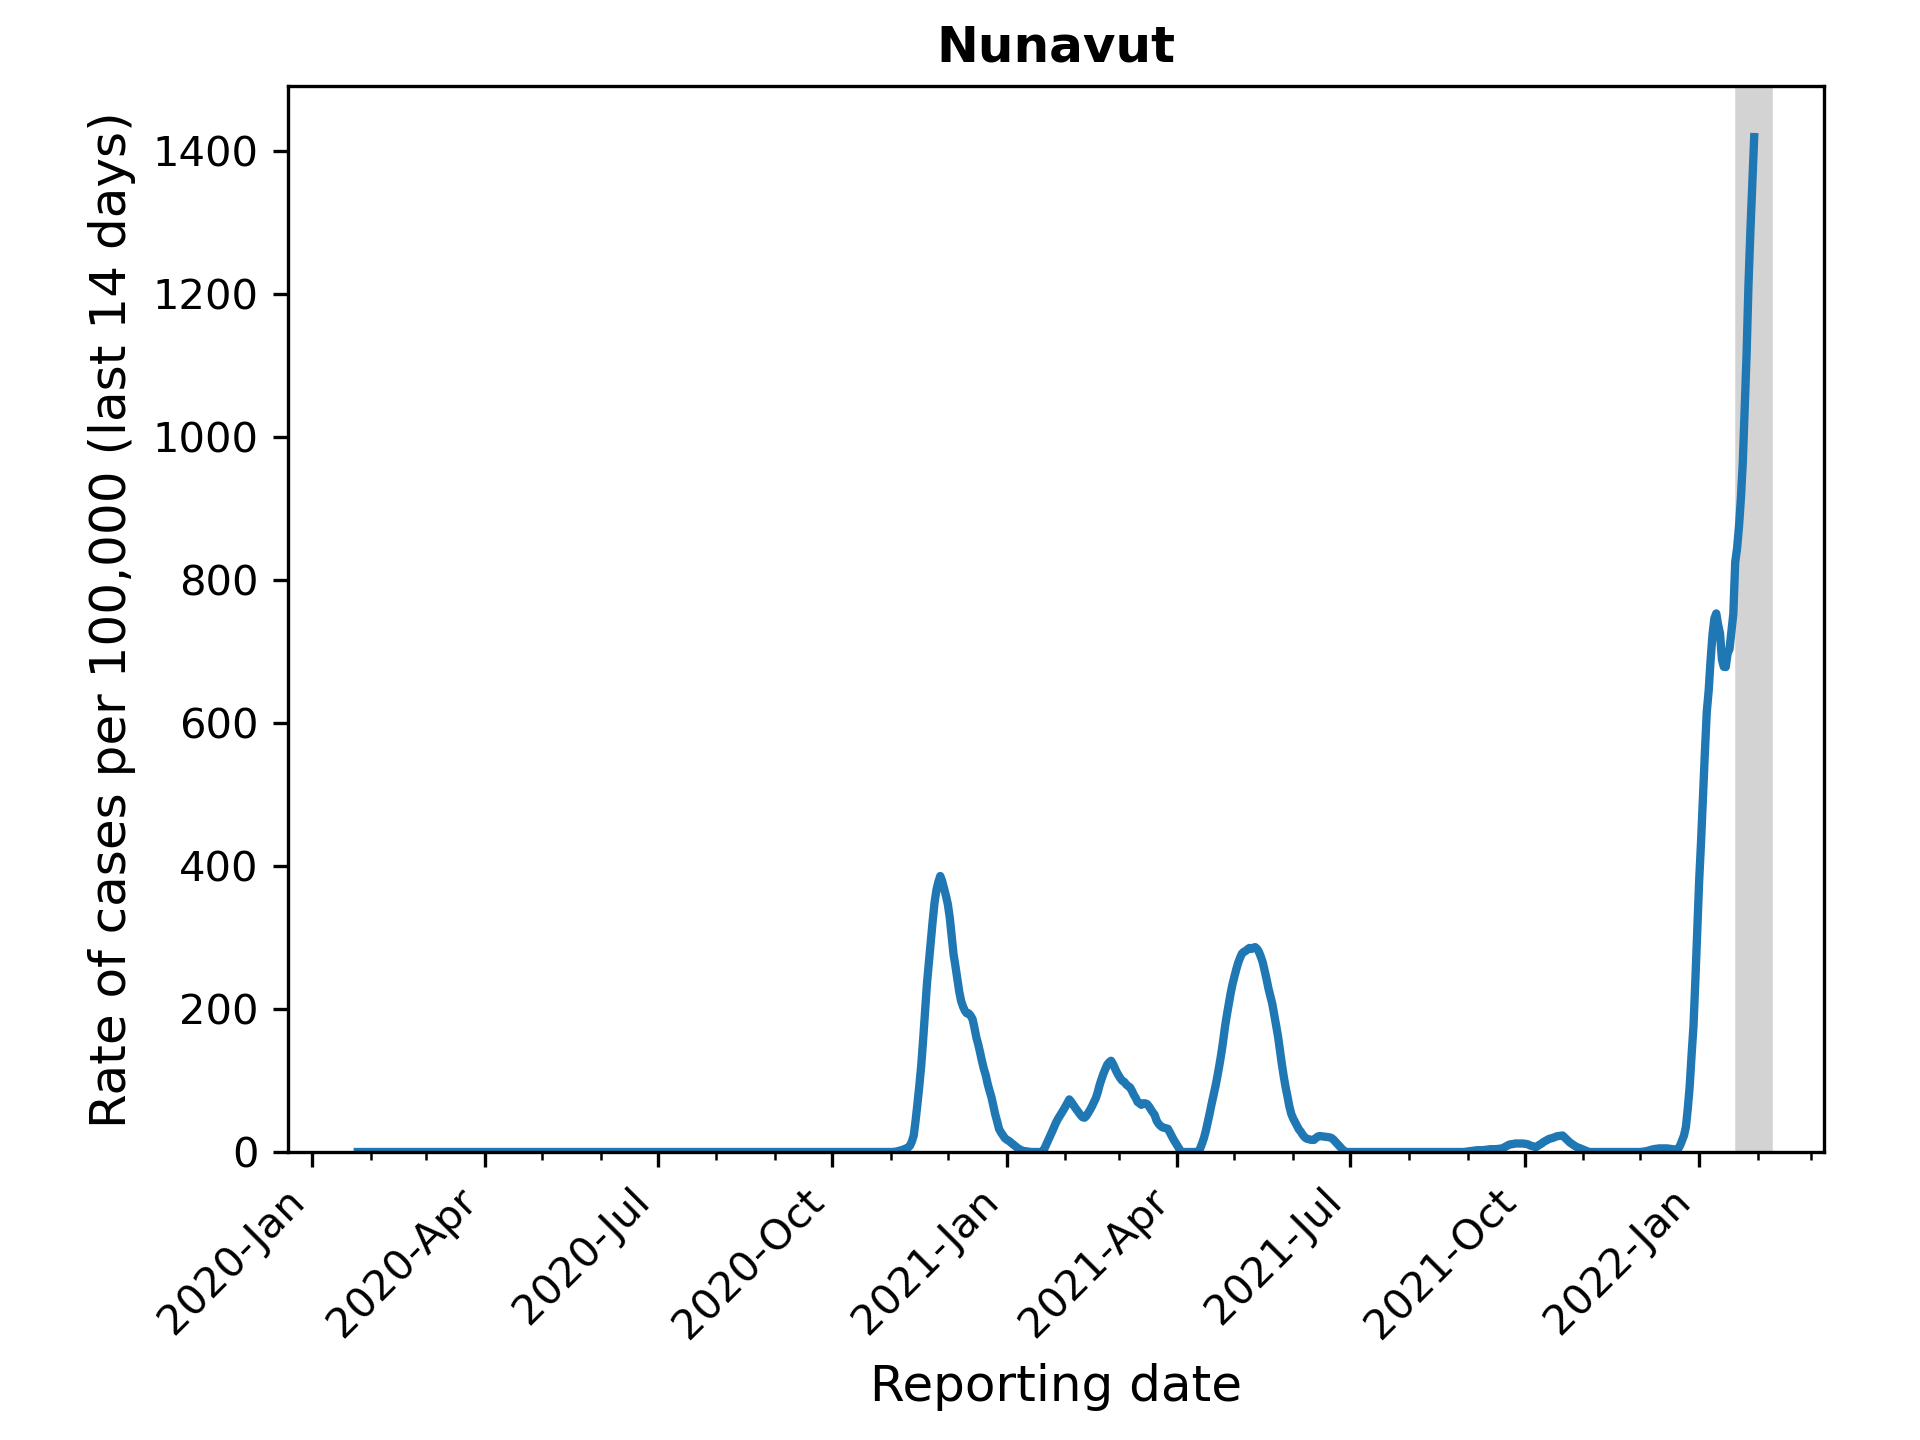 Nunavut
Rate of cases per 100,000 (last 14 days)
1400
1200
1000
800
600
400
200
0
2020-Jan
2020-Apr
2020-Jul
2020-Oct
2021-Jan
2021-Apr
2021-Jul
2021-Oct
2022-Jan
Reporting date